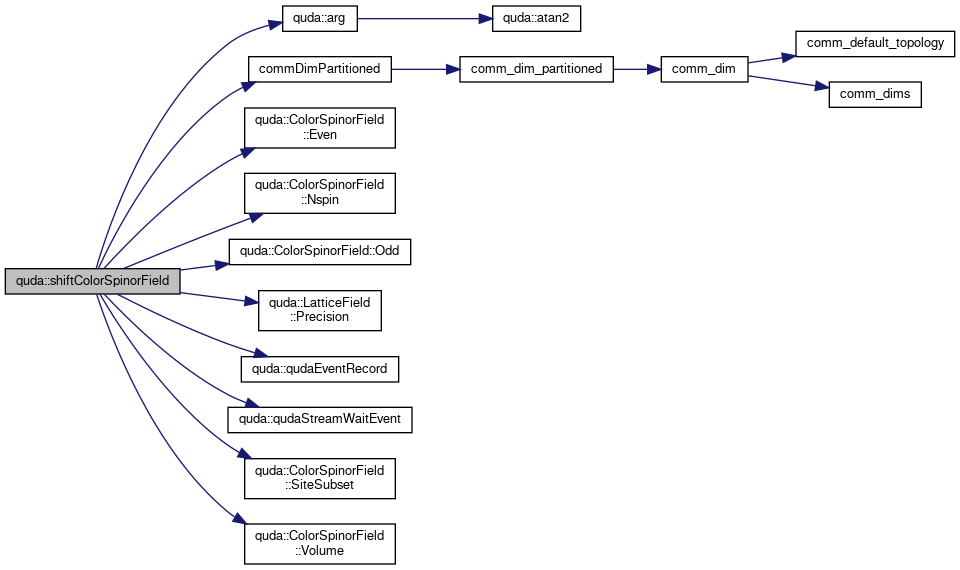 quda::arg
quda::atan2
comm_default_topology
commDimPartitioned
comm_dim_partitioned
comm_dim
comm_dims
quda::ColorSpinorField
::Even
quda::ColorSpinorField
::Nspin
quda::ColorSpinorField::Odd
quda::shiftColorSpinorField
quda::LatticeField
::Precision
quda::qudaEventRecord
quda::qudaStreamWaitEvent
quda::ColorSpinorField
::SiteSubset
quda::ColorSpinorField
::Volume